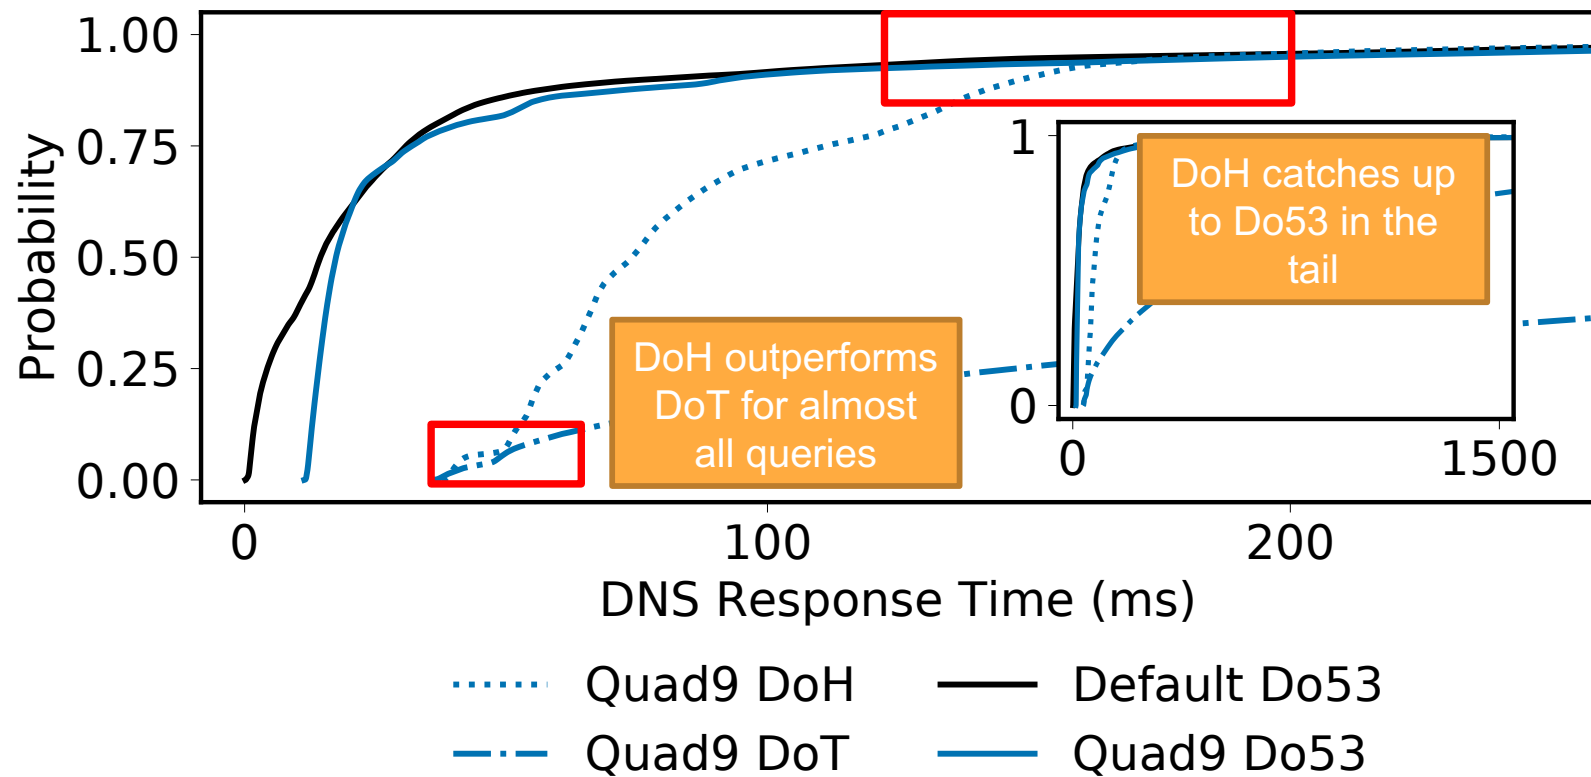 1.00
0.75
0.50
0.25
0.00
Probability
0
100
200
DNS Response Time (ms)
1
0
0
1500
DoH catches up
to Do53 in the
tail
DoH outperforms
DoT for almost
all queries
Quad9 DoH
Default Do53
Quad9 DoT
Quad9 Do53